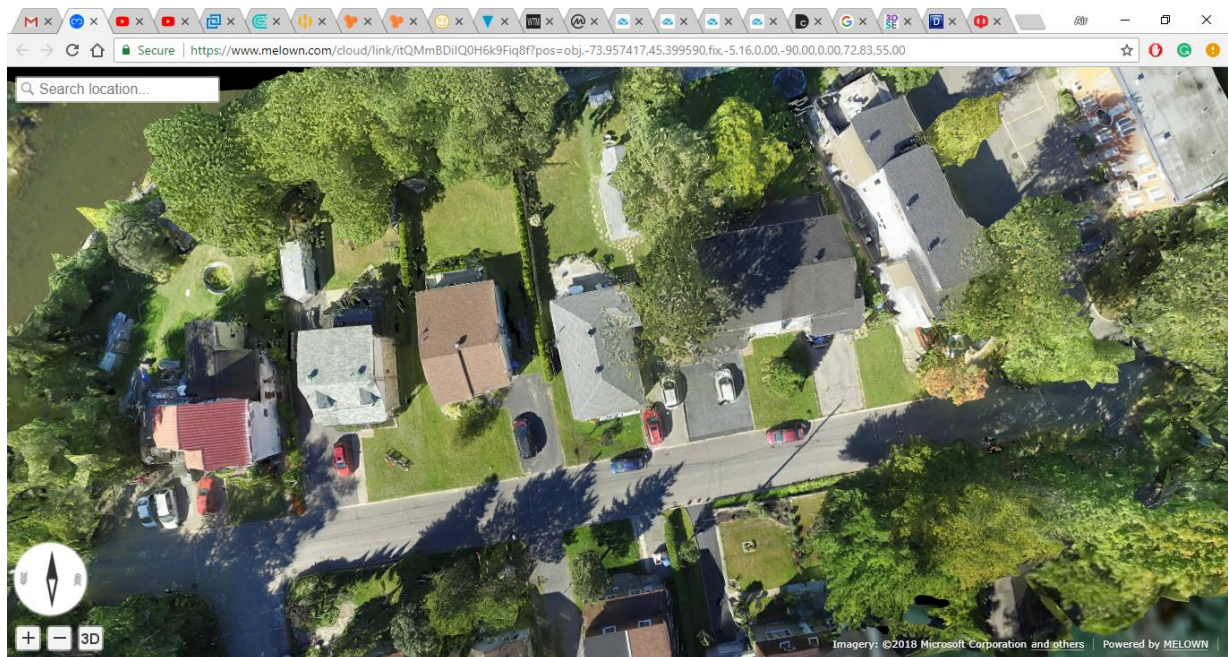 Air
Secure https://www.melown.com/cloud/link/itQMmBDiIQ0H6k9Fiq8f?pos=obj,-73.957417,45.399590,fix,-5.16,0.00,-90.00,0.00,72.83,55.00
Search location...
3D
Imagery: ©2018 Microsoft Corporation and others Powered by MELOWN